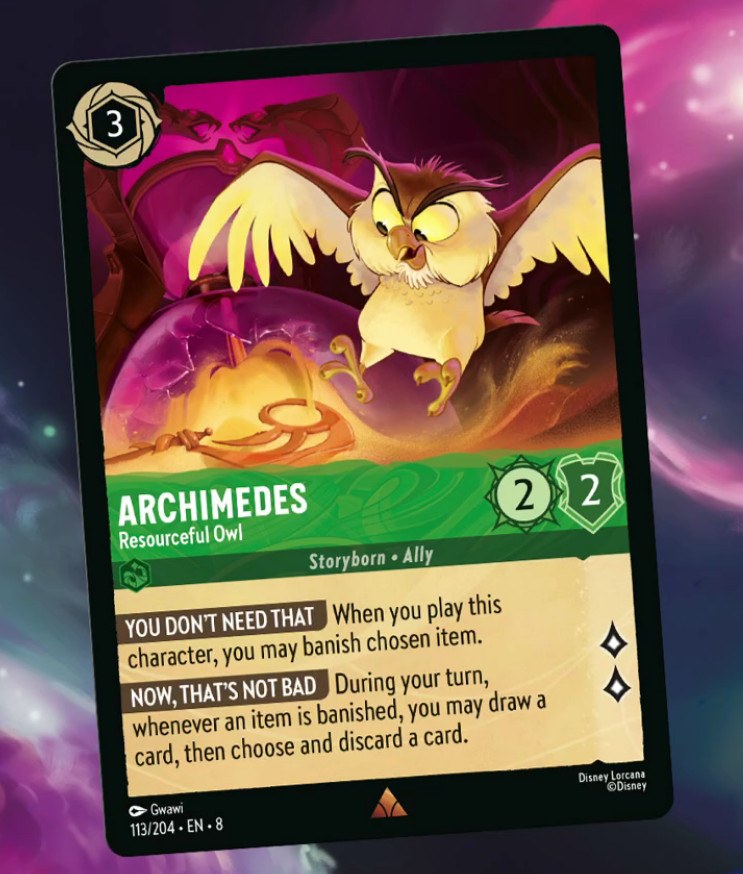 3
ARCHIMEDES
Resourceful Owl
2 2
Storyborn • Ally
YOU DON'T NEED THAT When you play this
character, you may banish chosen item.
NOW, THAT'S NOT BAD During your turn,
whenever an item is banished, you may draw a
card, then choose and discard a card.
Gwawi
113/204 • EN • 8
Disney Lorcana
©Disney